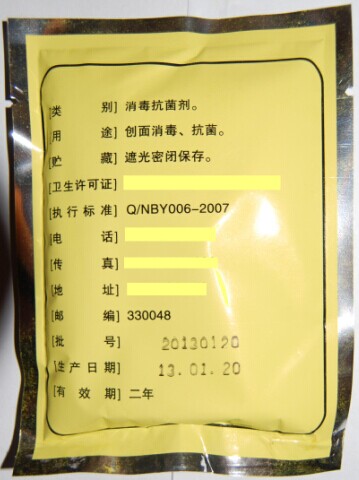 [类 别] 消毒抗菌剂。
[用 途] 创面消毒、抗菌。
[贮 藏] 遮光密闭保存。
[卫生许可证]
[执行标准] Q/NBY006-2007
[电 话]
[传 真]
[地 址]
[邮 编] 330048
[批 号] 20130120
[生产日期] 13.01.20
[有 效 期] 二年